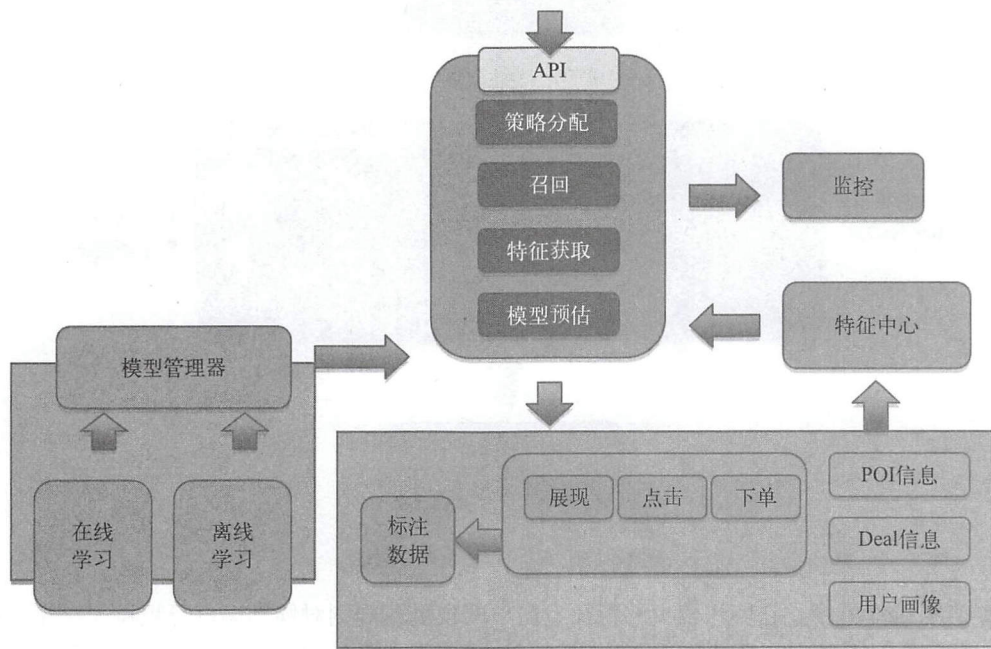 API
策略分配
召回
特征获取
模型预估
监控
特征中心
模型管理器
在线
学习
离线
学习
标注
数据
展现
点击
下单
POI信息
Deal信息
用户画像